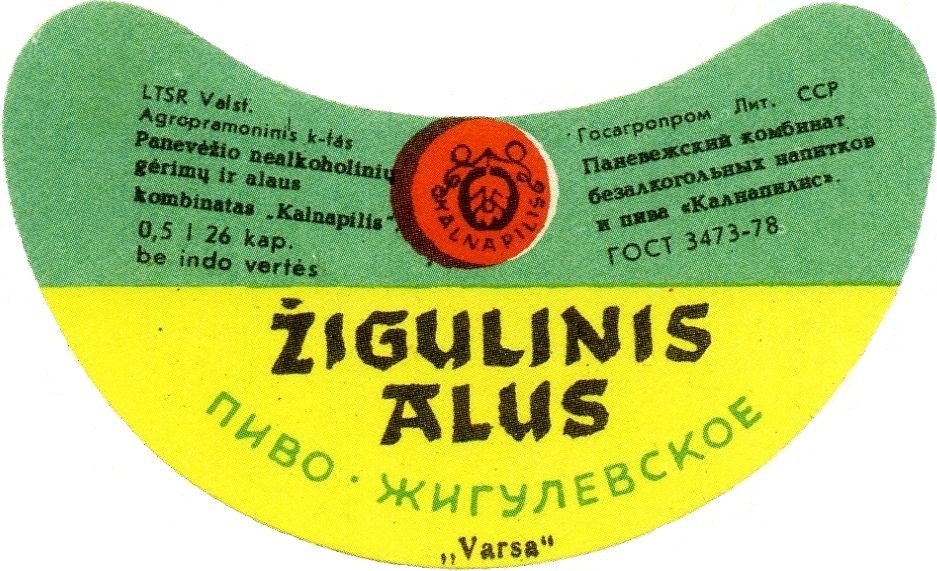 LTSR Valst.
Agropramoninis k-tas
Panevėžio nealkoholinių
gėrimų ir alaus
kombinatas „Kalnapilis"
0,5 l 26 kap.
be indo vertės
KALNAPILIS
Госагропром Лит. ССР
Паневежский комбинат
безалкогольных напитков
и пива «Калнапилис».
ГОСТ 3473-78
ŽIGULINIS
ALUS
ПИВО · ЖИГУЛЕВСКОЕ
„Varsa“